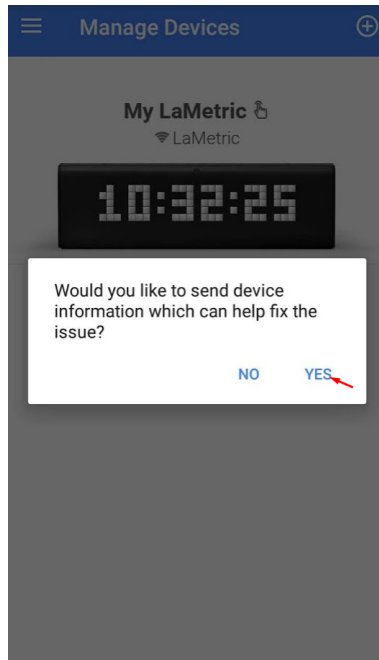 Manage Devices
My LaMetric
LaMetric
10:32:25
Would you like to send device
information which can help fix the
issue?
NO YES